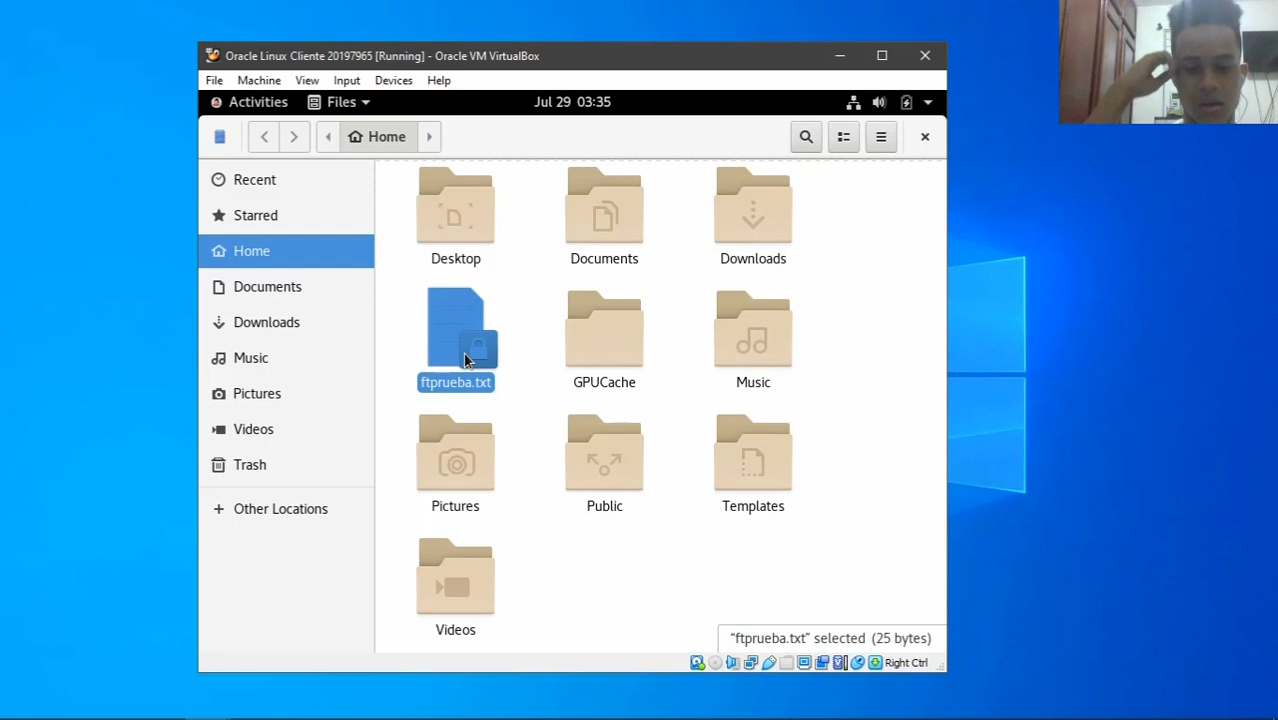 Oracle Linux Cliente 20197965 [Running] - Oracle VM VirtualBox
File Machine View Input Devices Help
Activities Files Jul 29 03:35
Home
Recent
Starred
Home
Documents
Downloads
Music
Pictures
Videos
Trash
+ Other Locations
Desktop Documents Downloads
ftprueba.txt GPUCache Music
Pictures Public Templates
Videos
"ftprueba.txt" selected (25 bytes)
Right Ctrl